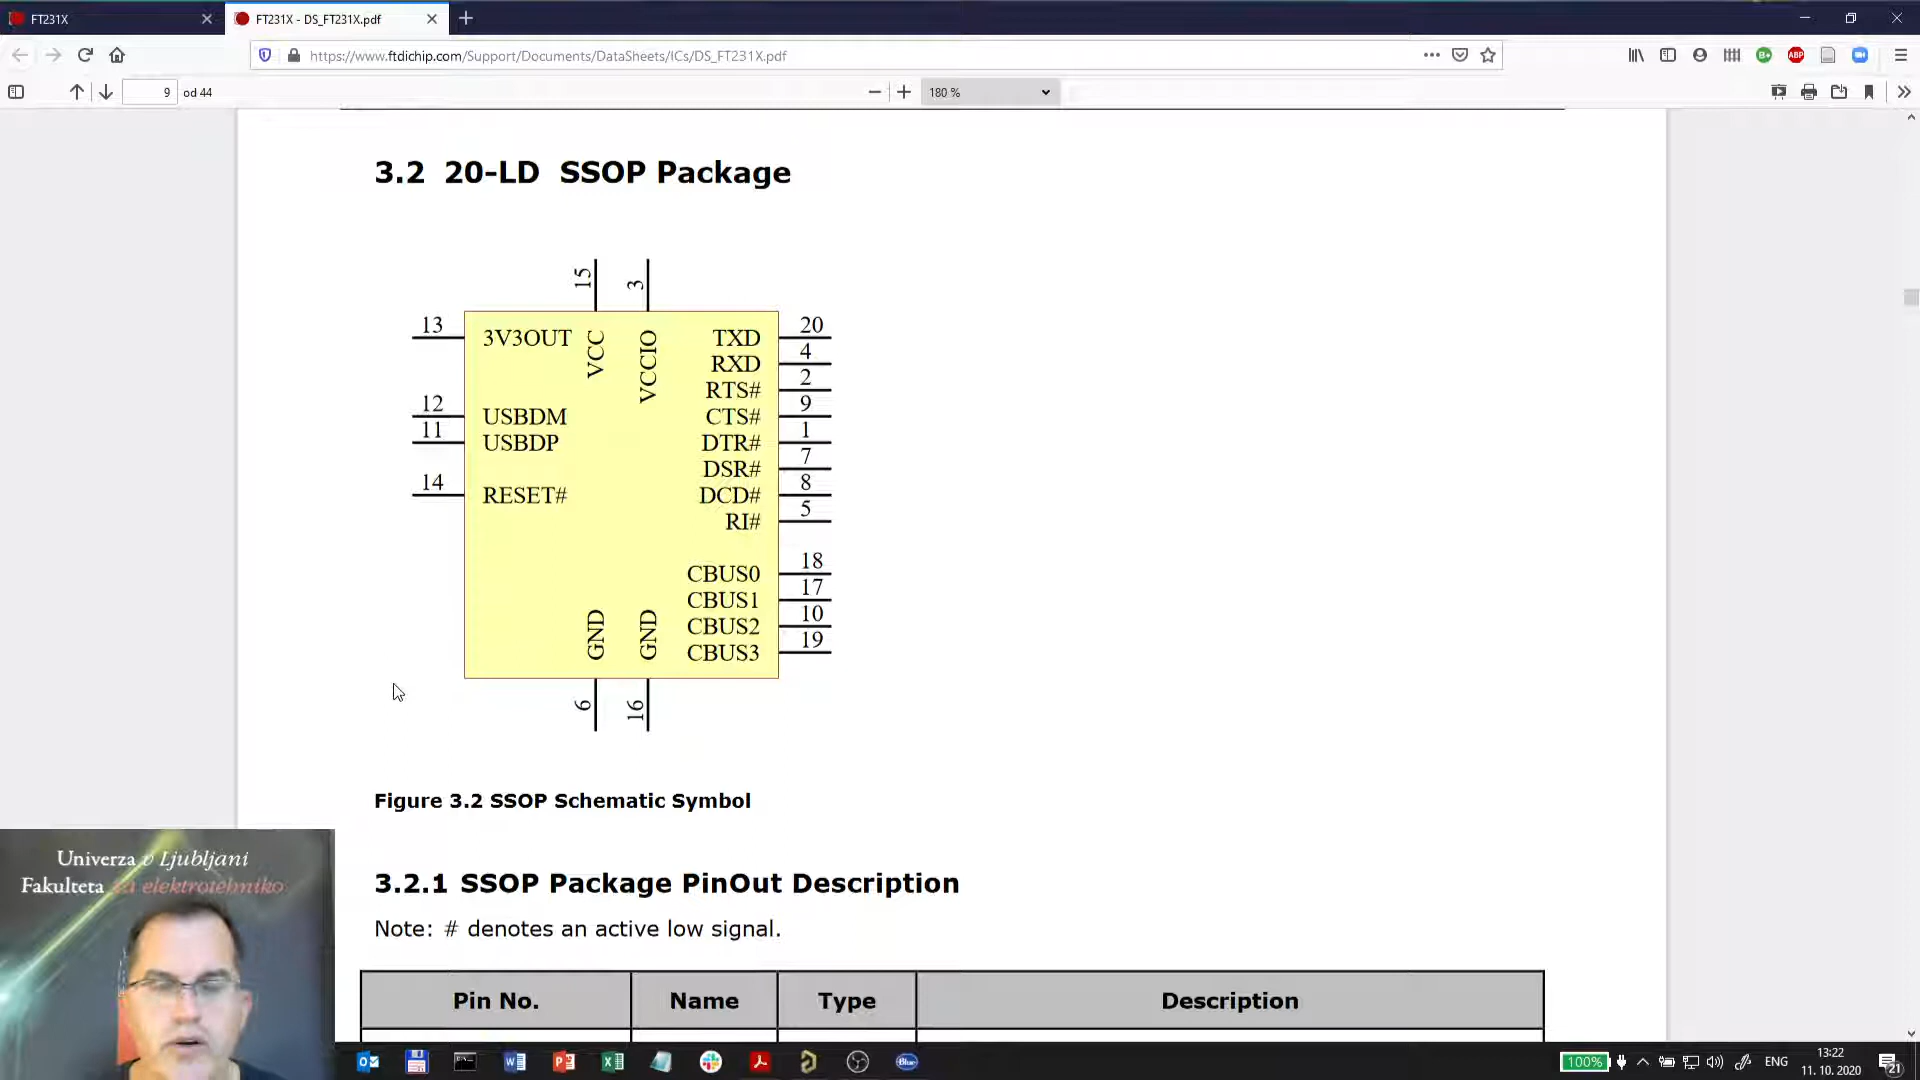 FT231X
FT231X - DS_FT231X.pdf
https://www.ftdichip.com/Support/Documents/DataSheets/ICs/DS_FT231X.pdf
9 od 44
180 %
3.2 20-LD SSOP Package
15
3
13
3V3OUT
VCC
VCCIO
TXD
20
RXD
4
RTS#
2
12
USBDM
CTS#
9
11
USBDP
DTR#
1
DSR#
7
14
RESET#
DCD#
8
RI#
5
CBUS0
18
CBUS1
17
CBUS2
10
CBUS3
19
GND
GND
6
16
Figure 3.2 SSOP Schematic Symbol
3.2.1 SSOP Package PinOut Description
Note: # denotes an active low signal.
Pin No. Name Type Description
Univerza v Ljubljani
Fakulteta za elektrotehniko
100%
ENG
13:22
11. 10. 2020
21
ABP